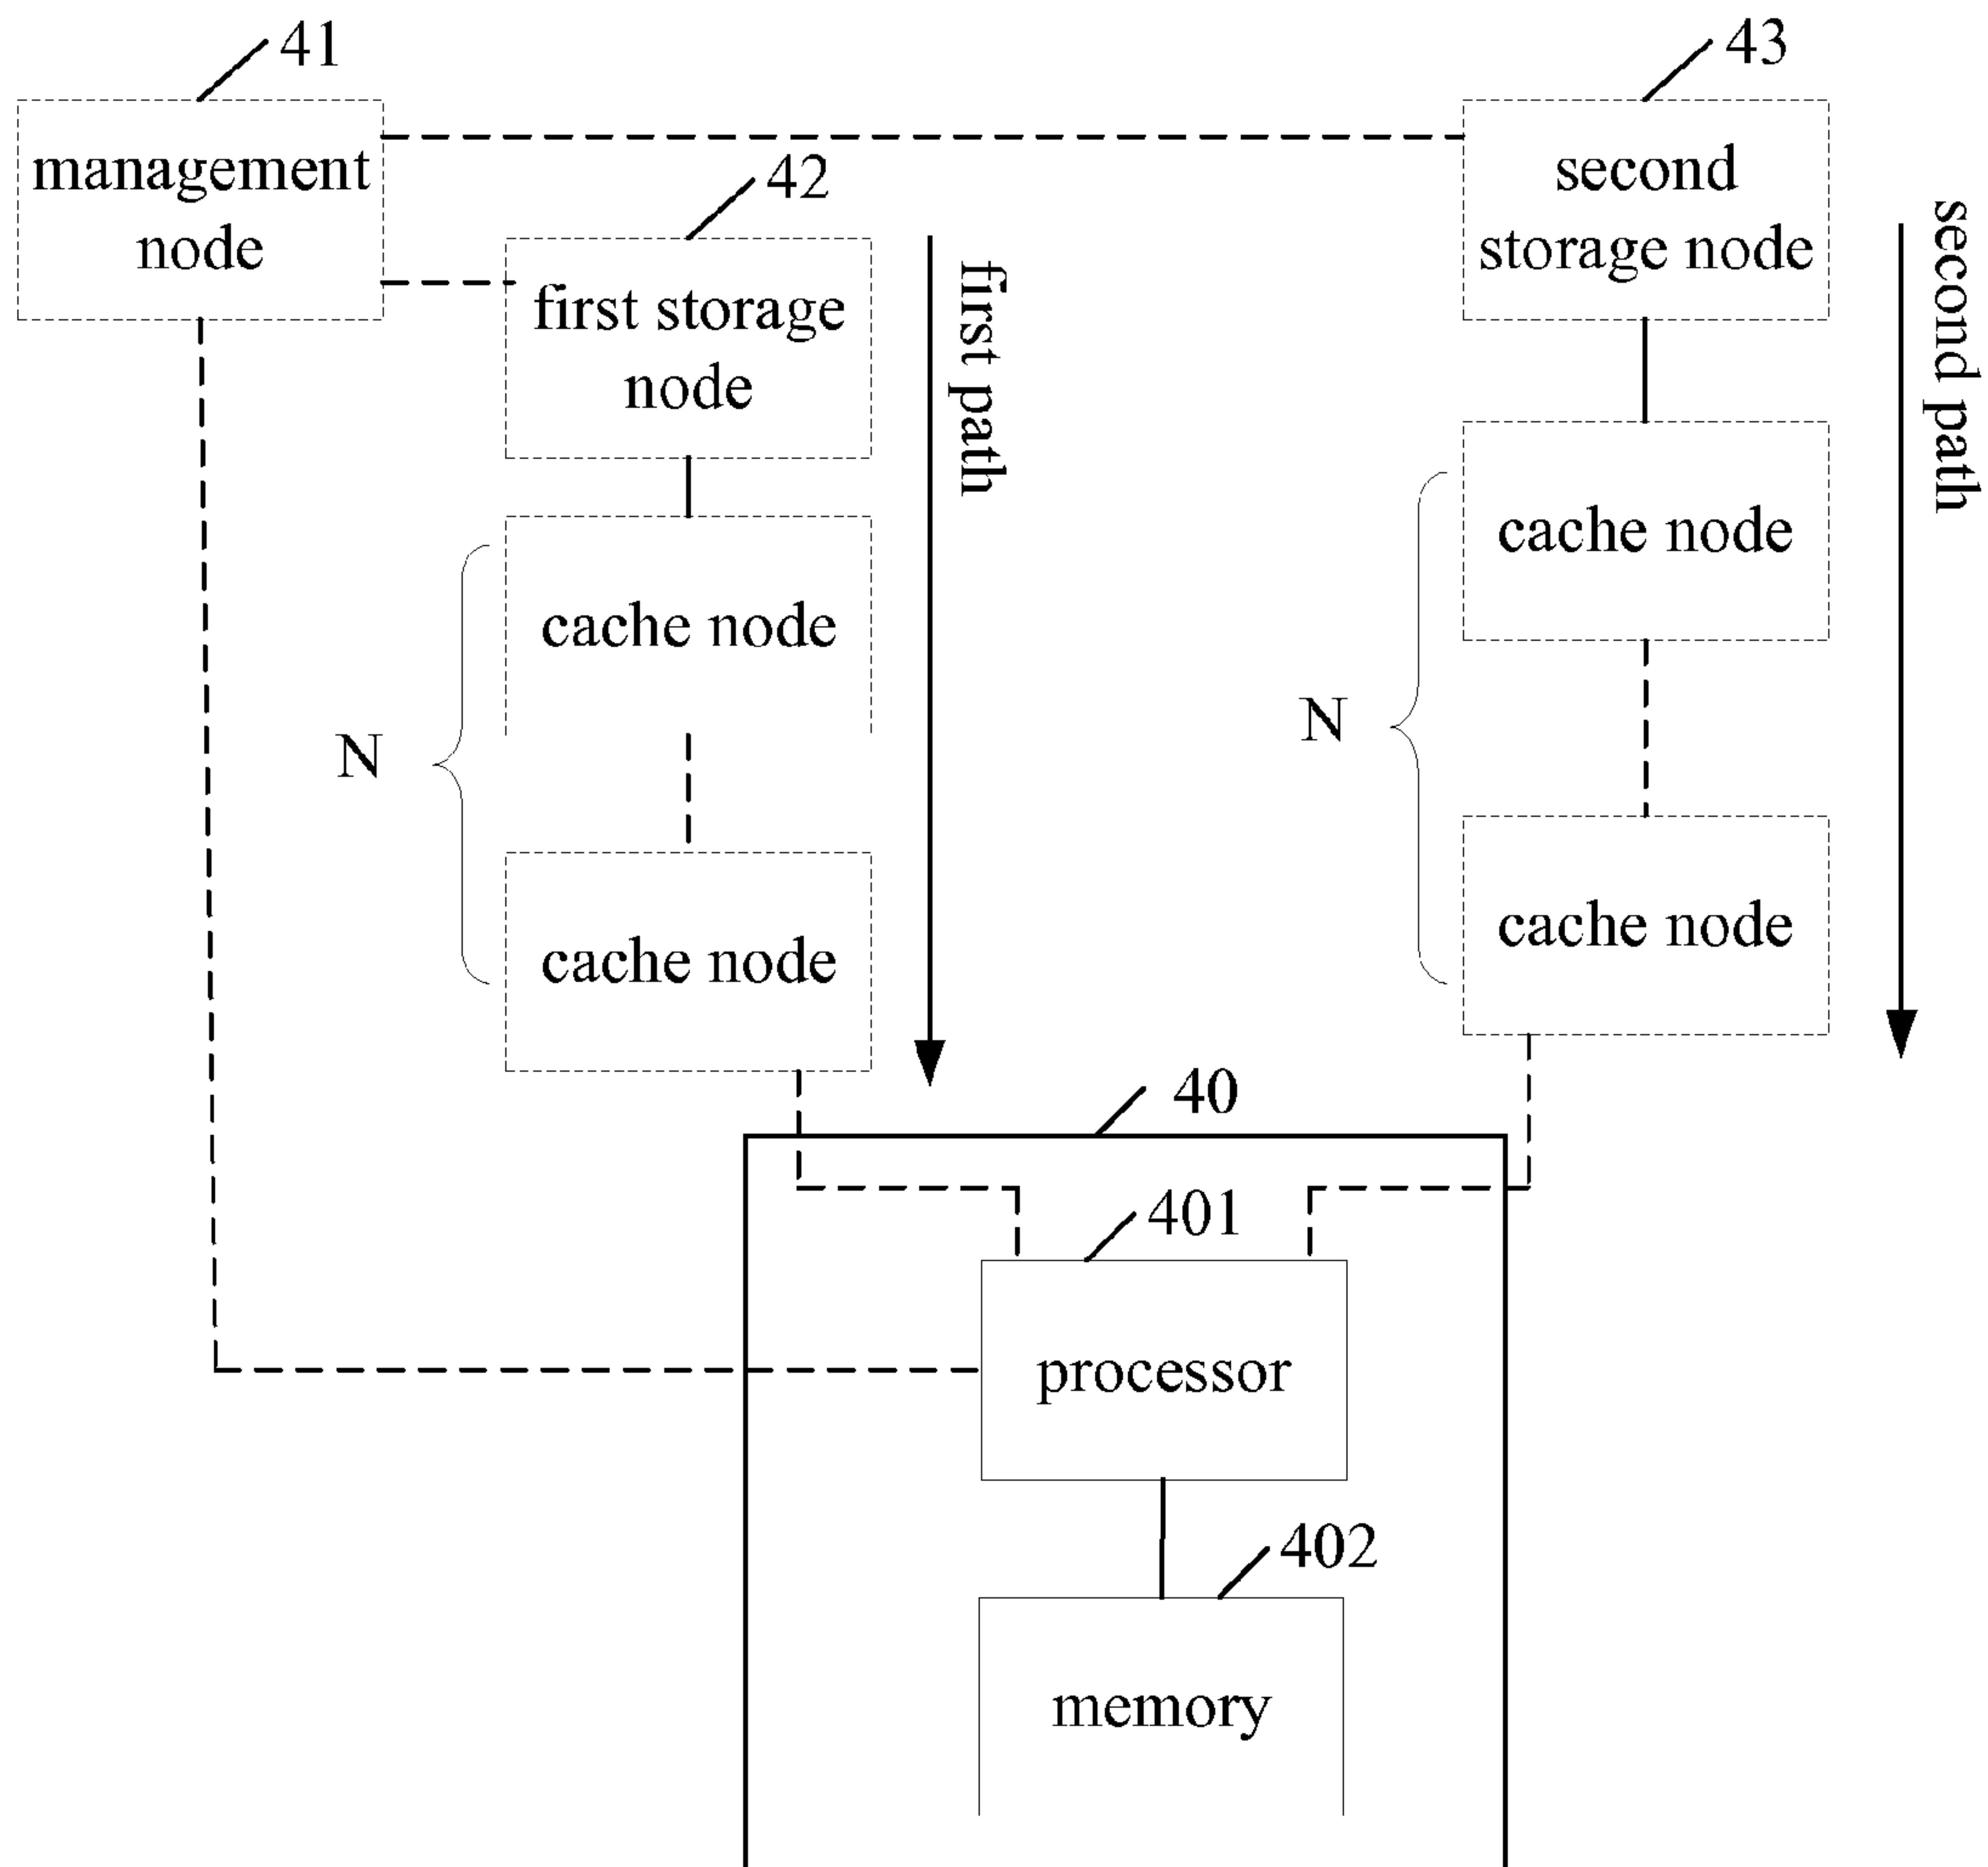 41
43
management
node
second
storage node
42
first storage
node
first path
second path
cache node
cache node
N
N
cache node
cache node
40
401
processor
402
memory